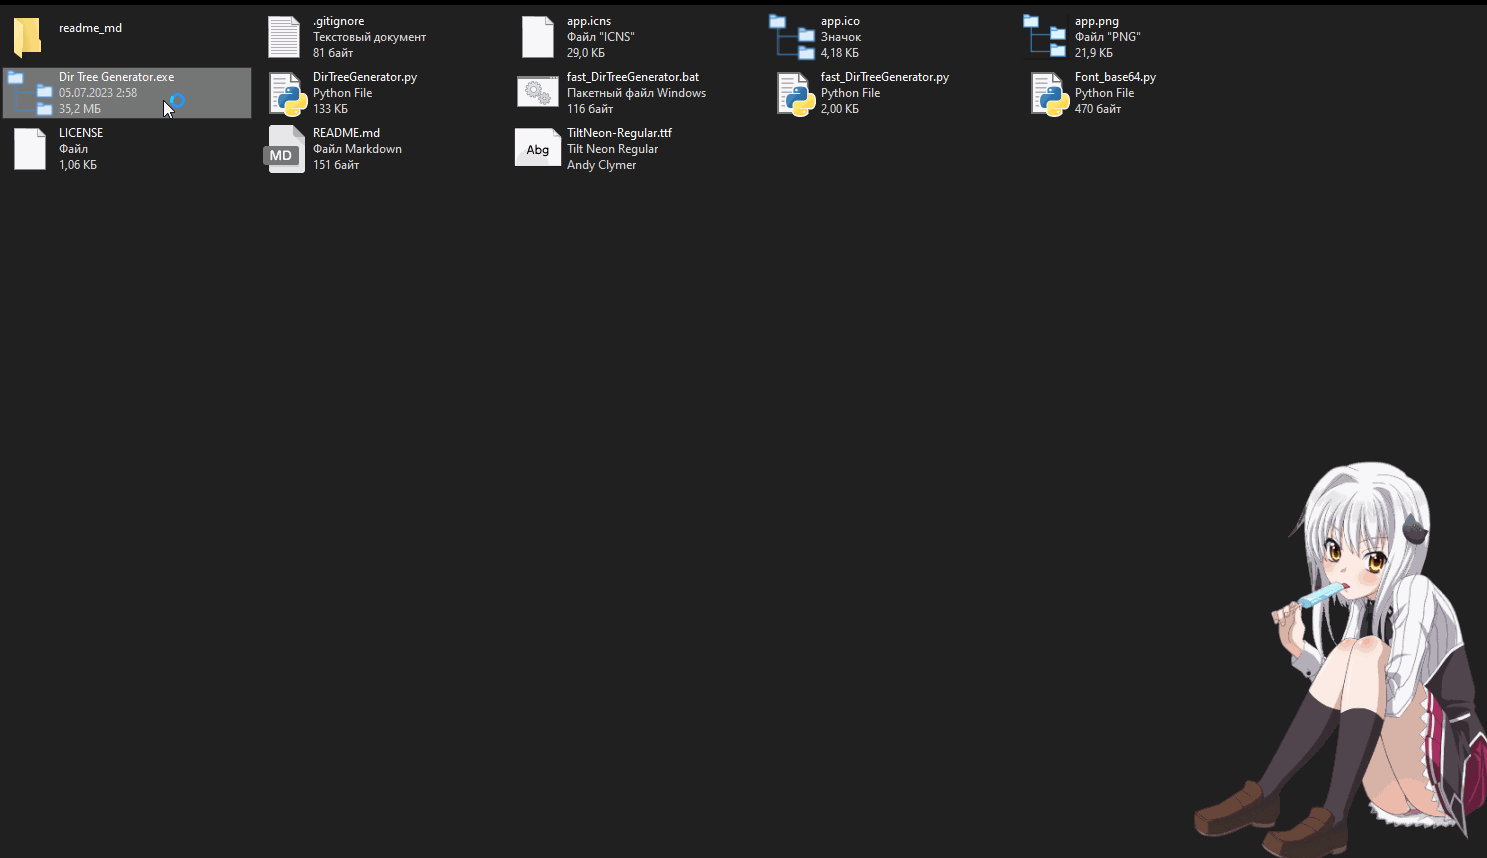 readme_md
.gitignore
Текстовый документ
81 байт
app.icns
Файл "ICNS"
29,0 КБ
app.ico
Значок
4,18 КБ
app.png
Файл "PNG"
21,9 КБ
Dir Tree Generator.exe
05.07.2023 2:58
35,2 МБ
DirTreeGenerator.py
Python File
133 КБ
fast_DirTreeGenerator.bat
Пакетный файл Windows
116 байт
fast_DirTreeGenerator.py
Python File
2,00 КБ
Font_base64.py
Python File
470 байт
LICENSE
Файл
1,06 КБ
MD
README.md
Файл Markdown
151 байт
Abg
TiltNeon-Regular.ttf
Tilt Neon Regular
Andy Clymer